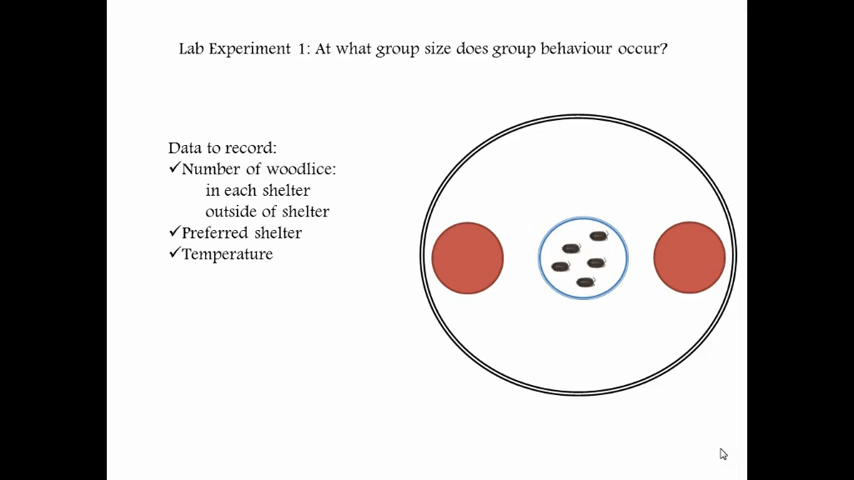 Lab Experiment 1: At what group size does group behaviour occur?
Data to record:
✓Number of woodlice:
in each shelter
outside of shelter
✓Preferred shelter
✓Temperature